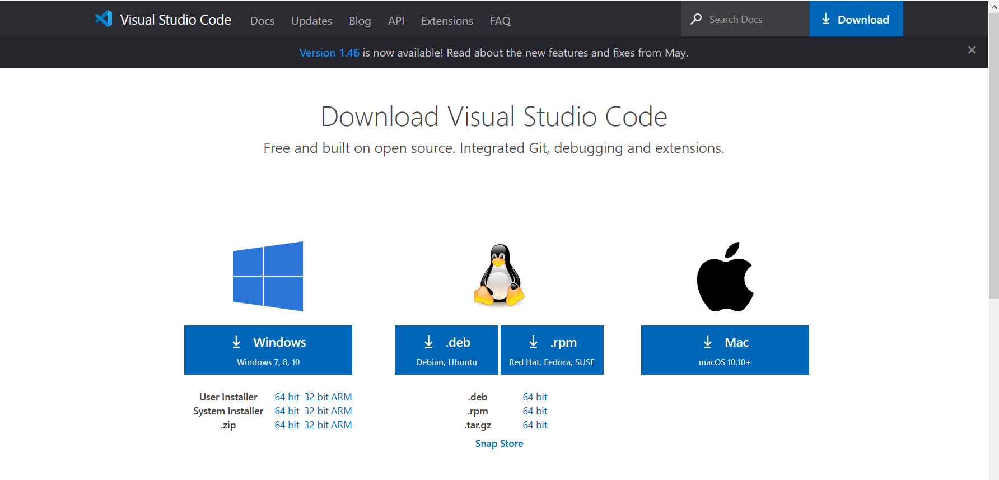 Visual Studio Code Docs Updates Blog API Extensions FAQ Search Docs Download
Version 1.46 is now available! Read about the new features and fixes from May.
Download Visual Studio Code
Free and built on open source. Integrated Git, debugging and extensions.
Windows
Windows 7, 8, 10
User Installer 64 bit 32 bit ARM
System Installer 64 bit 32 bit ARM
.zip 64 bit 32 bit ARM
.deb
Debian, Ubuntu
.rpm
Red Hat, Fedora, SUSE
.deb 64 bit
.rpm 64 bit
.tar.gz 64 bit
Snap Store
Mac
macOS 10.10+